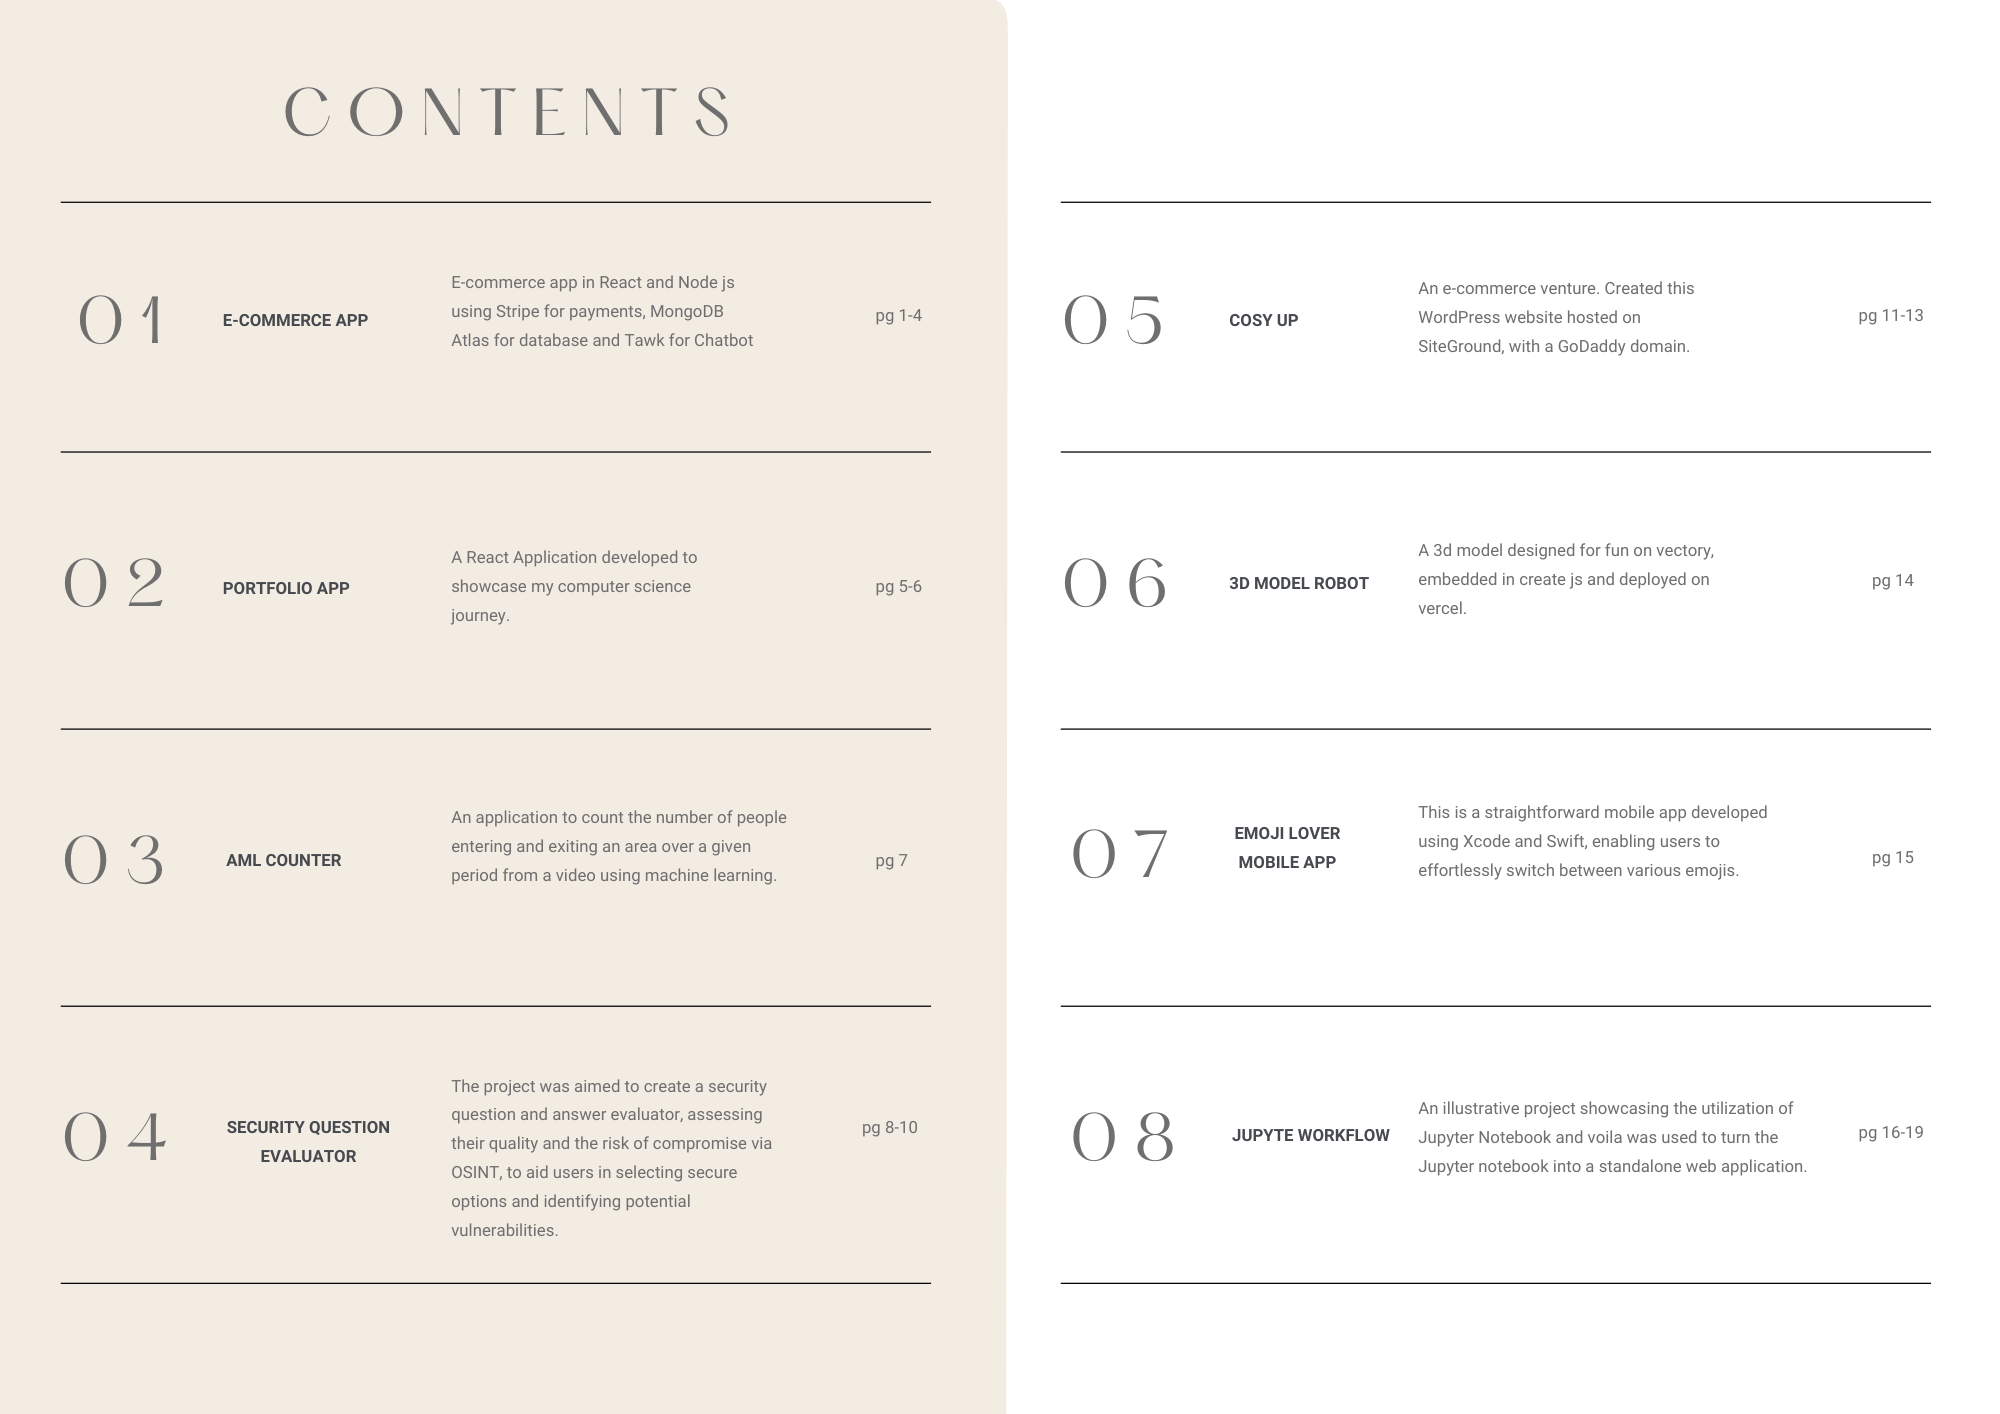 CONTENTS
01
E-COMMERCE APP
E-commerce app in React and Node js
using Stripe for payments, MongoDB
Atlas for database and Tawk for Chatbot
pg 1-4
02
PORTFOLIO APP
A React Application developed to
showcase my computer science
journey.
pg 5-6
03
AML COUNTER
An application to count the number of people
entering and exiting an area over a given
period from a video using machine learning.
pg 7
04
SECURITY QUESTION
EVALUATOR
The project was aimed to create a security
question and answer evaluator, assessing
their quality and the risk of compromise via
OSINT, to aid users in selecting secure
options and identifying potential
vulnerabilities.
pg 8-10
05
COSY UP
An e-commerce venture. Created this
WordPress website hosted on
SiteGround, with a GoDaddy domain.
pg 11-13
06
3D MODEL ROBOT
A 3d model designed for fun on vectory,
embedded in create js and deployed on
vercel.
pg 14
07
EMOJI LOVER
MOBILE APP
This is a straightforward mobile app developed
using Xcode and Swift, enabling users to
effortlessly switch between various emojis.
pg 15
08
JUPYTE WORKFLOW
An illustrative project showcasing the utilization of
Jupyter Notebook and voila was used to turn the
Jupyter notebook into a standalone web application.
pg 16-19